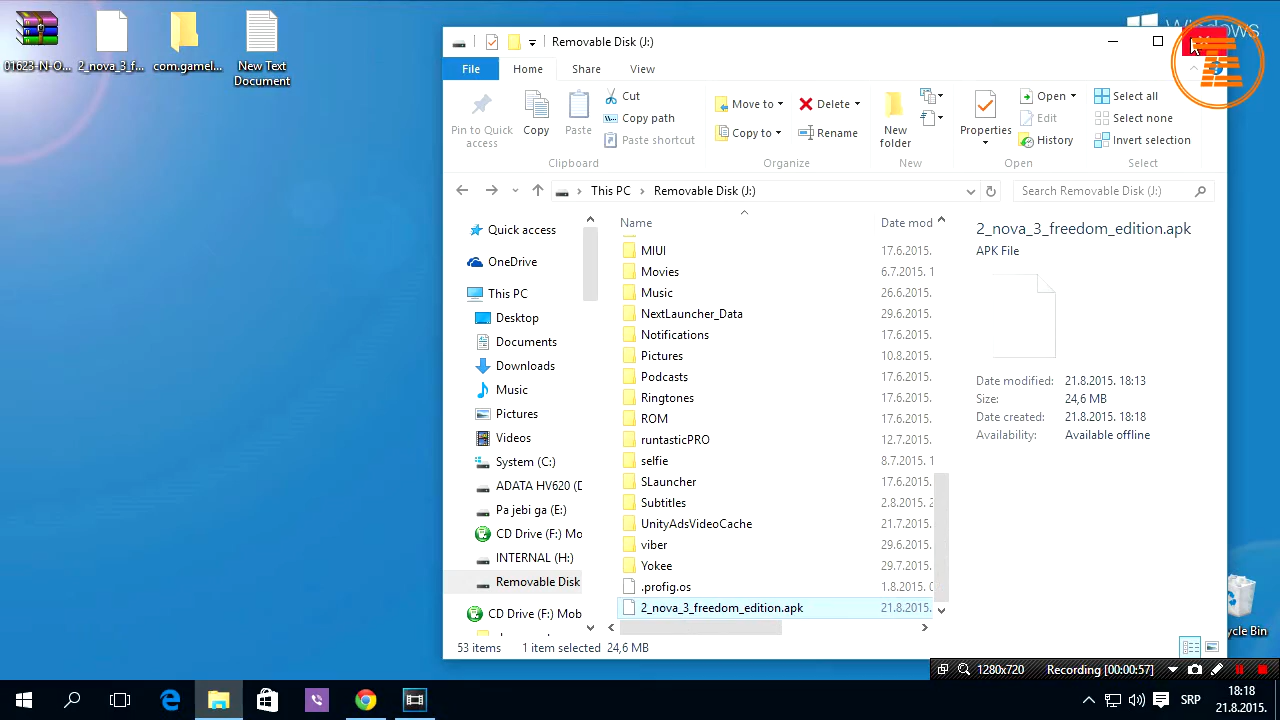 01623-N-O...
2_nova_3_f...
com.gamel...
New Text
Document
Windows
Removable Disk (J:)
File
Home
Share
View
Pin to Quick
access
Copy
Paste
Cut
Copy path
Paste shortcut
Clipboard
Move to
Copy to
Delete
Rename
Organize
New
folder
New
Properties
Open
Edit
History
Open
Select all
Select none
Invert selection
Select
This PC
Removable Disk (J:)
Search Removable Disk (J:)
Quick access
OneDrive
This PC
Desktop
Documents
Downloads
Music
Pictures
Videos
System (C:)
ADATA HV620 (D
Pa jebi ga (E:)
CD Drive (F:) Mo
INTERNAL (H:)
Removable Disk
CD Drive (F:) Mob
Name
Date mod
MIUI 17.6.2015.
Movies 6.7.2015. 1
Music 26.6.2015.
NextLauncher_Data 29.6.2015.
Notifications 17.6.2015.
Pictures 10.8.2015.
Podcasts 17.6.2015.
Ringtones 17.6.2015.
ROM 17.6.2015.
runtasticPRO 12.7.2015.
selfie 8.7.2015. 1
SLauncher 17.6.2015.
Subtitles 2.8.2015. 2
UnityAdsVideoCache 21.7.2015.
viber 29.6.2015.
Yokee 29.7.2015.
.profig.os 1.8.2015. 0
2_nova_3_freedom_edition.apk 21.8.2015.
2_nova_3_freedom_edition.apk
APK File
Date modified: 21.8.2015. 18:13
Size: 24,6 MB
Date created: 21.8.2015. 18:18
Availability: Available offline
53 items 1 item selected 24,6 MB
ycle Bin
1280x720 Recording [00:00:57]
SRP
18:18
21.8.2015.